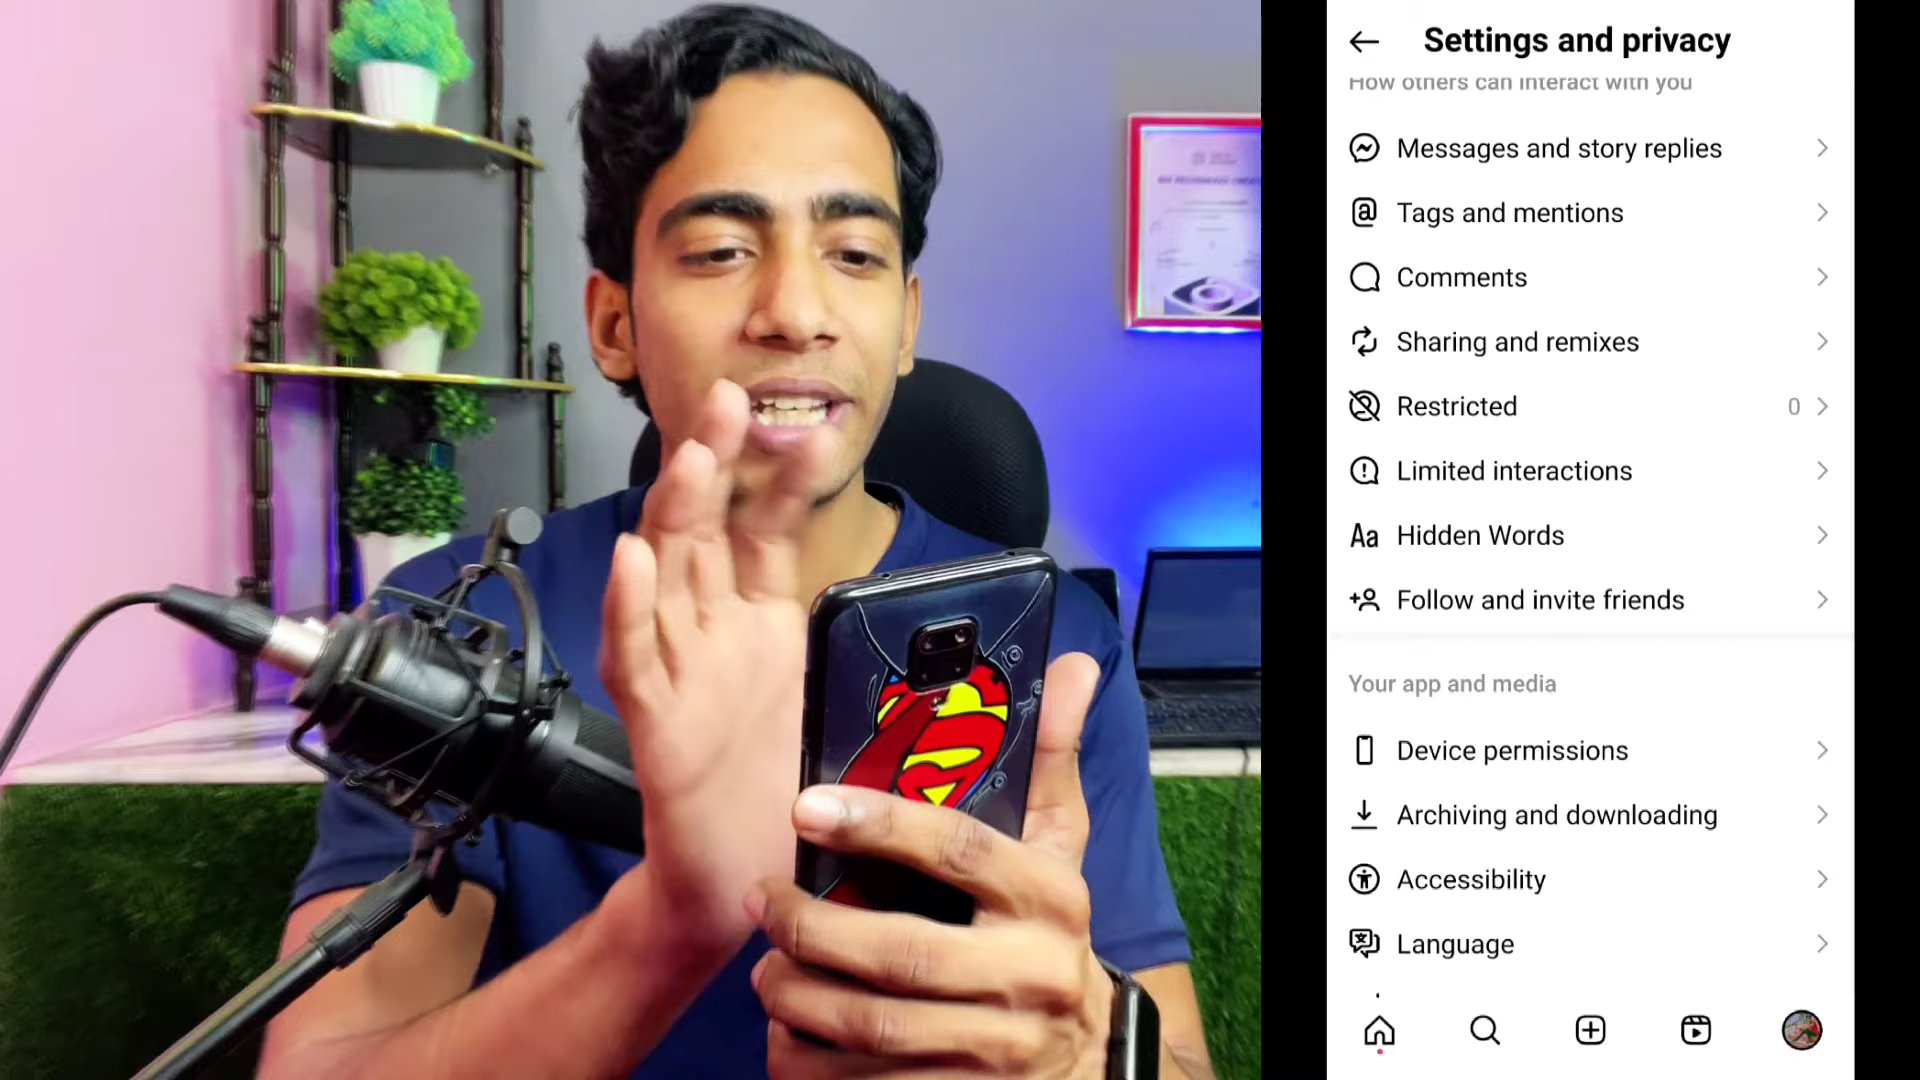 Settings and privacy
How others can interact with you
Messages and story replies
Tags and mentions
Comments
Sharing and remixes
Restricted 0
Limited interactions
Aa Hidden Words
Follow and invite friends
Your app and media
Device permissions
Archiving and downloading
Accessibility
Language